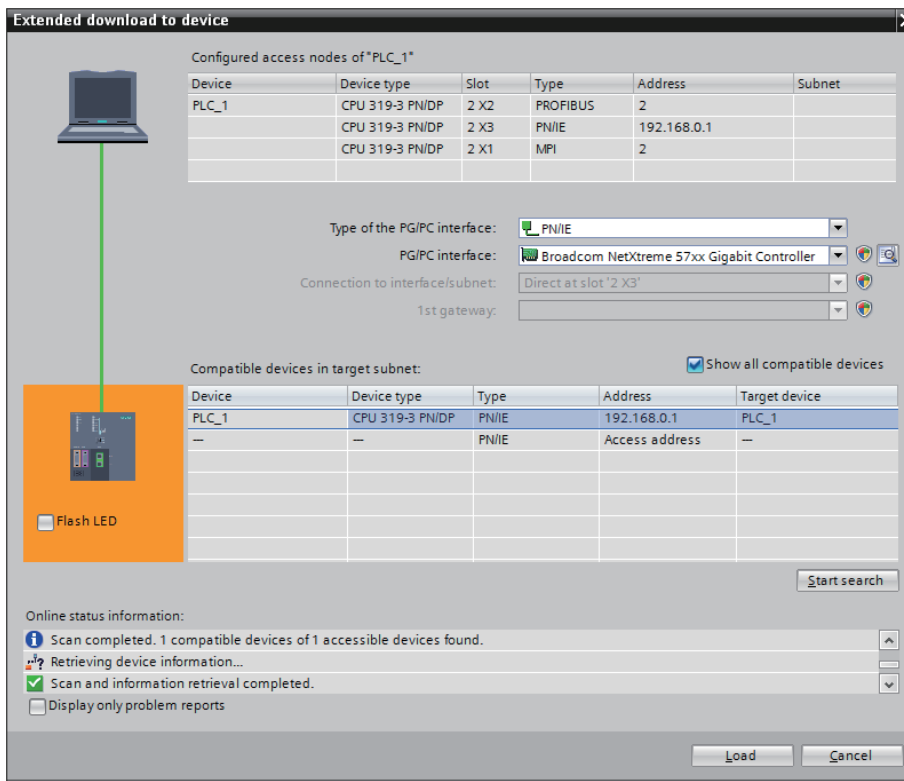 Extended download to device
Configured access nodes of "PLC_1"
Device Device type Slot Type Address Subnet
PLC_1 CPU 319-3 PN/DP 2 X2 PROFIBUS 2
CPU 319-3 PN/DP 2 X3 PN/IE 192.168.0.1
CPU 319-3 PN/DP 2 X1 MPI 2
Type of the PG/PC interface: PN/IE
PG/PC interface: Broadcom NetXtreme 57xx Gigabit Controller
Connection to interface/subnet: Direct at slot '2 X3'
1st gateway:
Compatible devices in target subnet: Show all compatible devices
Device Device type Type Address Target device
PLC_1 CPU 319-3 PN/DP PN/IE 192.168.0.1 PLC_1
— — PN/IE Access address —
Flash LED
Start search
Online status information:
Scan completed. 1 compatible devices of 1 accessible devices found.
Retrieving device information...
Scan and information retrieval completed.
Display only problem reports
Load Cancel